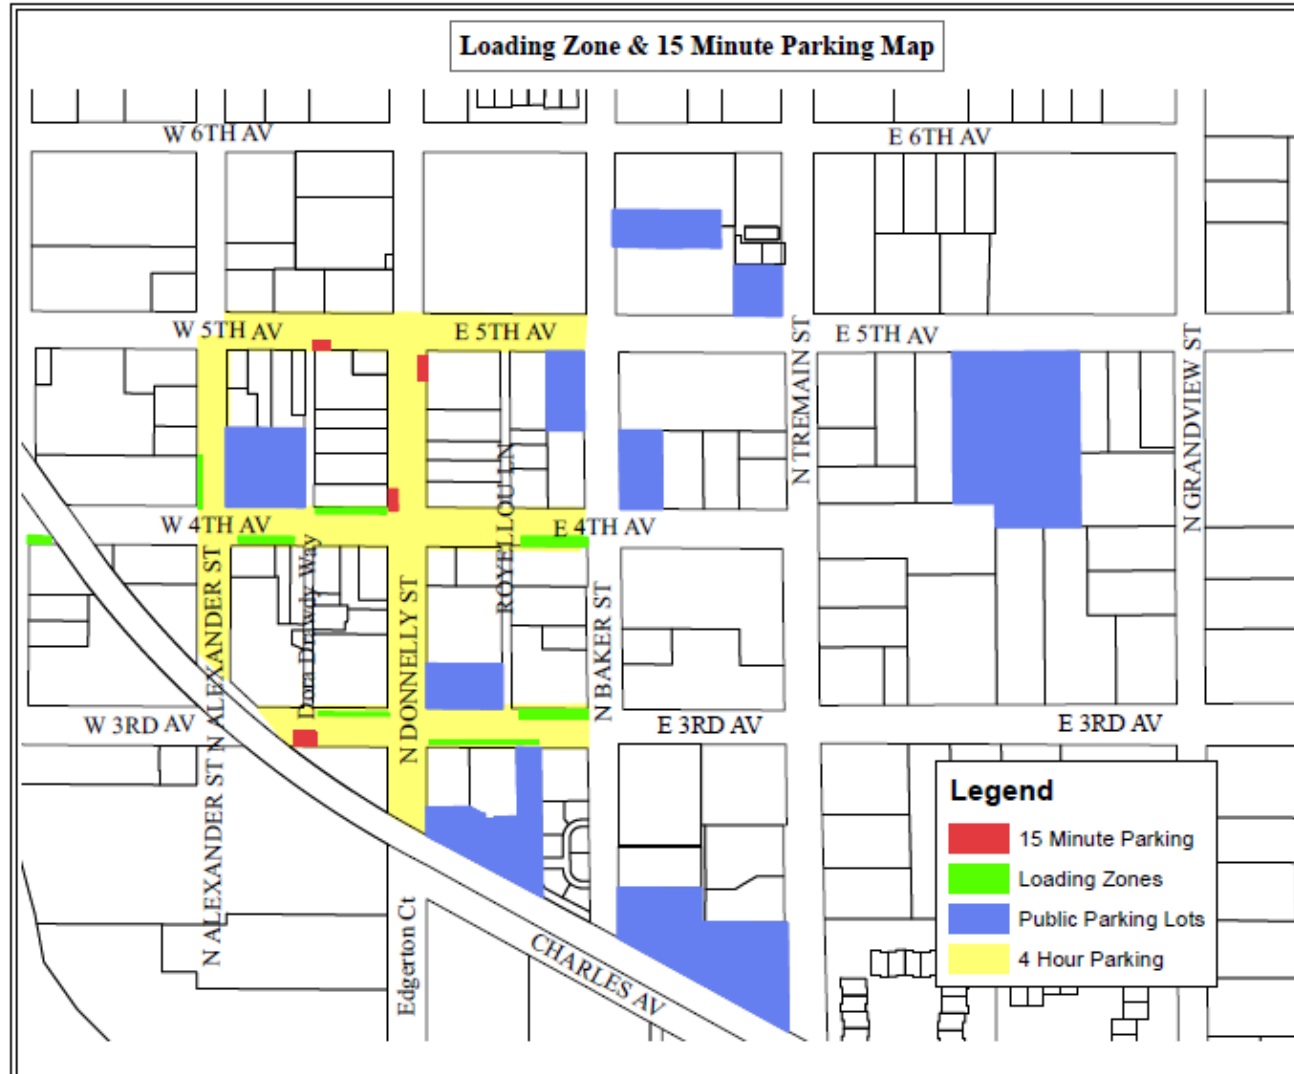 Loading Zone & 15 Minute Parking Map
W 6TH AV
E 6TH AV
W 5TH AV
E 5TH AV
E 5TH AV
N TREMAIN ST
N GRANDVIEW ST
ROYELLOU LN
W 4TH AV
E 4TH AV
N ALEXANDER ST
Dora Drawdy Way
N DONNELLY ST
N BAKER ST
W 3RD AV
E 3RD AV
E 3RD AV
N ALEXANDER ST
N ALEXANDER ST
Edgerton Ct
CHARLES AV
Legend
15 Minute Parking
Loading Zones
Public Parking Lots
4 Hour Parking